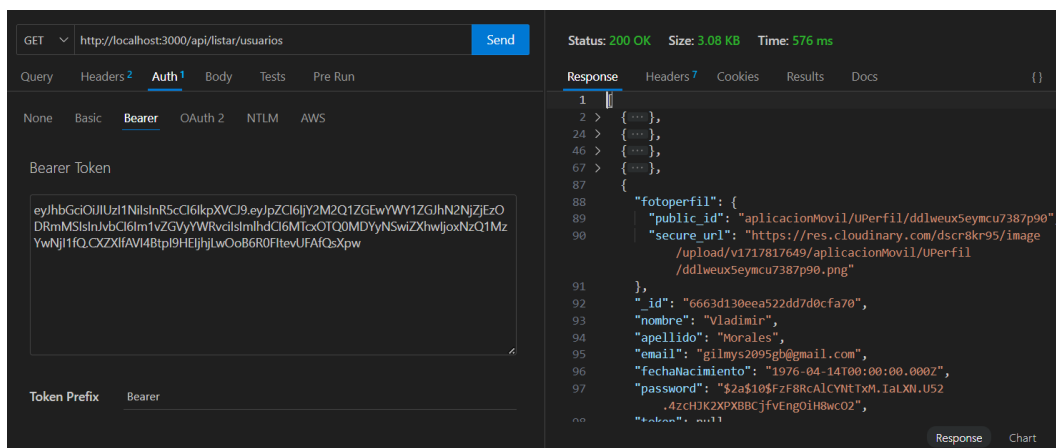 GET http://localhost:3000/api/listar/usuarios Send
Query Headers 2 Auth 1 Body Tests Pre Run
None Basic Bearer OAuth 2 NTLM AWS
Bearer Token
eyJhbGciOiJIUzI1NiIsInR5cCI6IkpXVCJ9.eyJpZCI6IjY2M2Q1ZGEwYWY1ZGJhN2NjZjEzO
DRmMSIsInJvbCI6Im1vZGVyYWRvciIsImlhdCI6MTcxOTQ0MDYyNSwiZXhwIjoxNzQ1Mz
YwNjI1fQ.CXZXlfAVI4BtpI9HEIjhjLwOoB6R0FItevUFAfQsXpw
Token Prefix Bearer
Status: 200 OK Size: 3.08 KB Time: 576 ms
Response Headers 7 Cookies Results Docs {}
1 [
2 > {···},
24 > {···},
46 > {···},
67 > {···},
87 {
88 "fotoperfil": {
89 "public_id": "aplicacionMovil/UPerfil/ddlweux5eymcu7387p90"
90 "secure_url": "https://res.cloudinary.com/dscr8kr95/image
/upload/v1717817649/aplicacionMovil/UPerfil
/ddlweux5eymcu7387p90.png"
91 },
92 "_id": "6663d130eea522dd7d0cfa70",
93 "nombre": "Vladimir",
94 "apellido": "Morales",
95 "email": "gilmys2095gb@gmail.com",
96 "fechaNacimiento": "1976-04-14T00:00:00.000Z",
97 "password": "$2a$10$FzF8RcAlCYNtTxM.IaLXN.U52
.4zcHJK2XPXBBCjfvEngOiH8wcO2",
98 "token": null
Response Chart